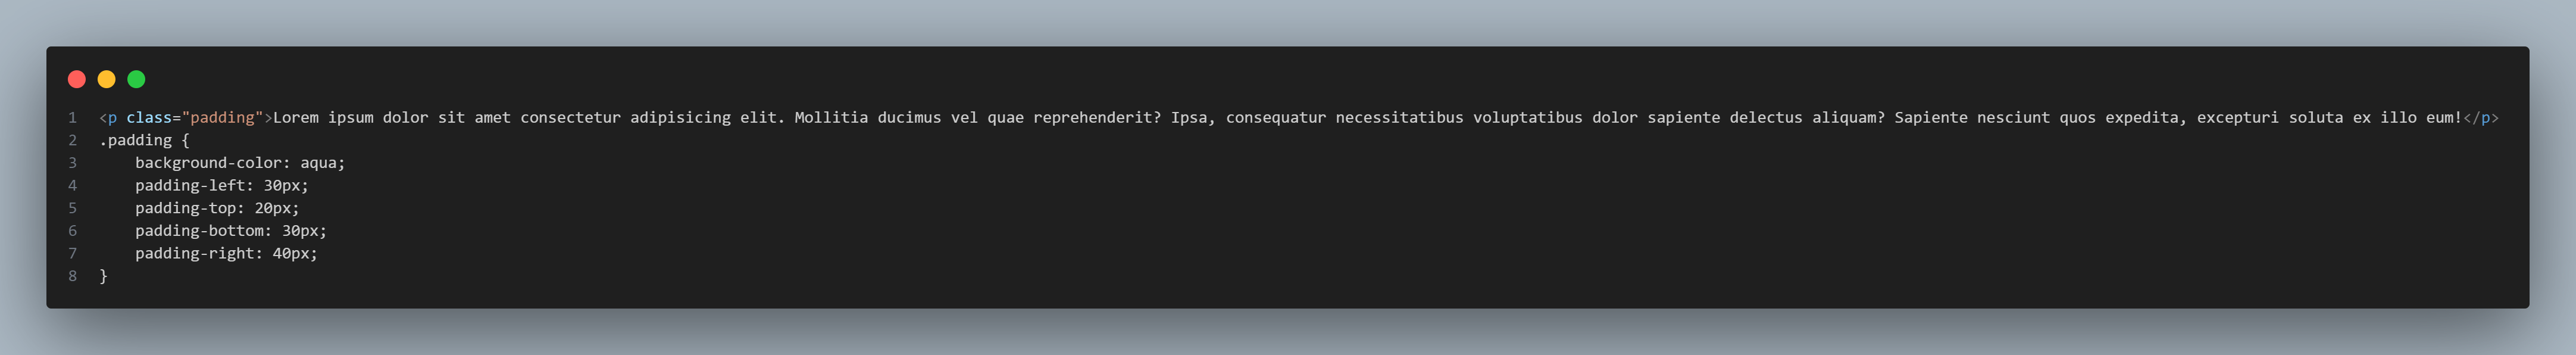 1 <p class="padding">Lorem ipsum dolor sit amet consectetur adipisicing elit. Mollitia ducimus vel quae reprehenderit? Ipsa, consequatur necessitatibus voluptatibus dolor sapiente delectus aliquam? Sapiente nesciunt quos expedita, excepturi soluta ex illo eum!</p>
2 .padding {
3     background-color: aqua;
4     padding-left: 30px;
5     padding-top: 20px;
6     padding-bottom: 30px;
7     padding-right: 40px;
8 }